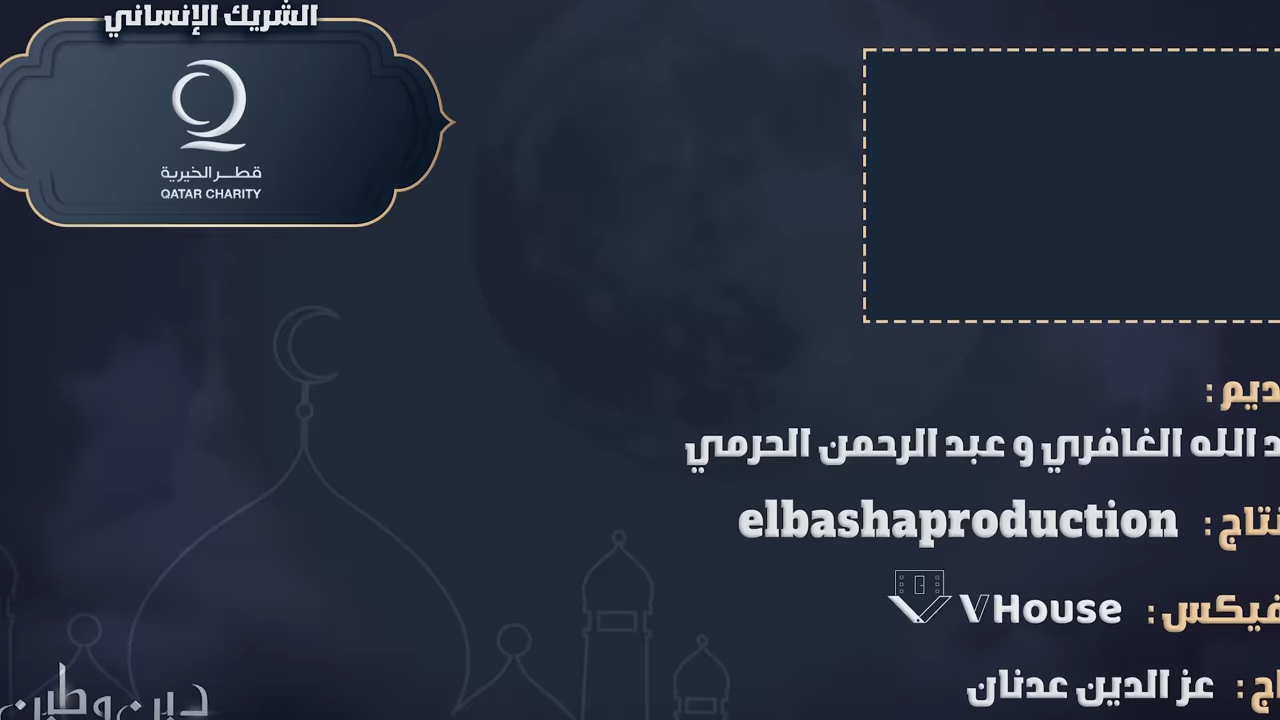 الشريك الإنساني
قطر الخيرية
QATAR CHARITY
ديم :
د الله الغافري و عبد الرحمن الحرمي
نتاج : elbashaproduction
فيكس : VHouse
اج : عز الدين عدنان